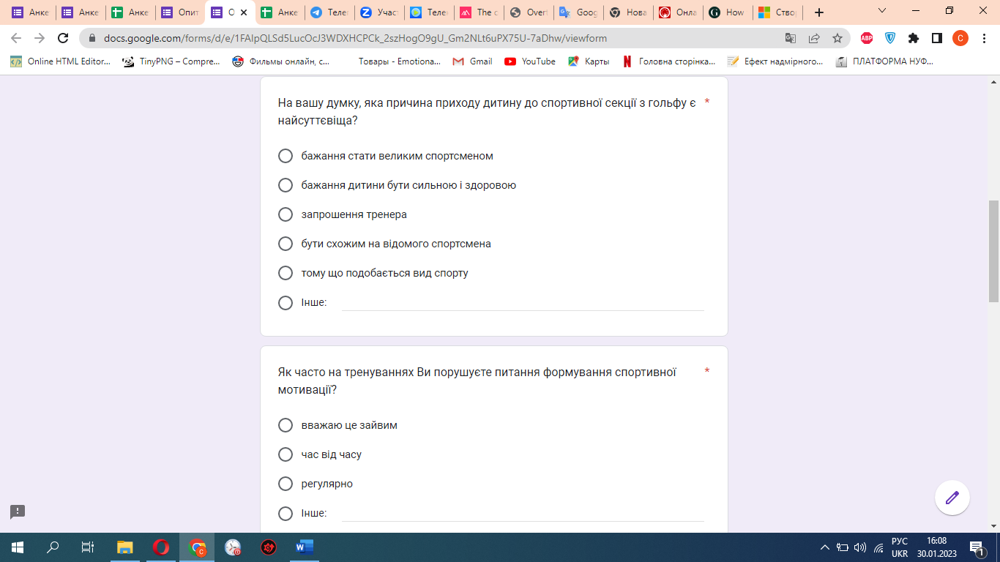 Анке
Анке
Анке
Опит
О
Анке
Теле
Учас
Теле
The c
Overl
Goog
Нова
Онла
How
Ство
docs.google.com/forms/d/e/1FAIpQLSd5LucOcJ3WDXHCPCk_2szHogO9gU_Gm2NLt6uPX75U-7aDhw/viewform
ABP
C
Online HTML Editor...
TinyPNG – Compre...
Фильмы онлайн, с...
Товары - Emotiona...
Gmail
YouTube
Карты
Головна сторінка...
Ефект надмірного...
ПЛАТФОРМА НУФ...
На вашу думку, яка причина приходу дитину до спортивної секції з гольфу є *
найсуттєвіща?
бажання стати великим спортсменом
бажання дитини бути сильною і здоровою
запрошення тренера
бути схожим на відомого спортсмена
тому що подобається вид спорту
Інше:
Як часто на тренуваннях Ви порушуєте питання формування спортивної *
мотивації?
вважаю це зайвим
час від часу
регулярно
Інше:
РУС
UKR
16:08
30.01.2023
1